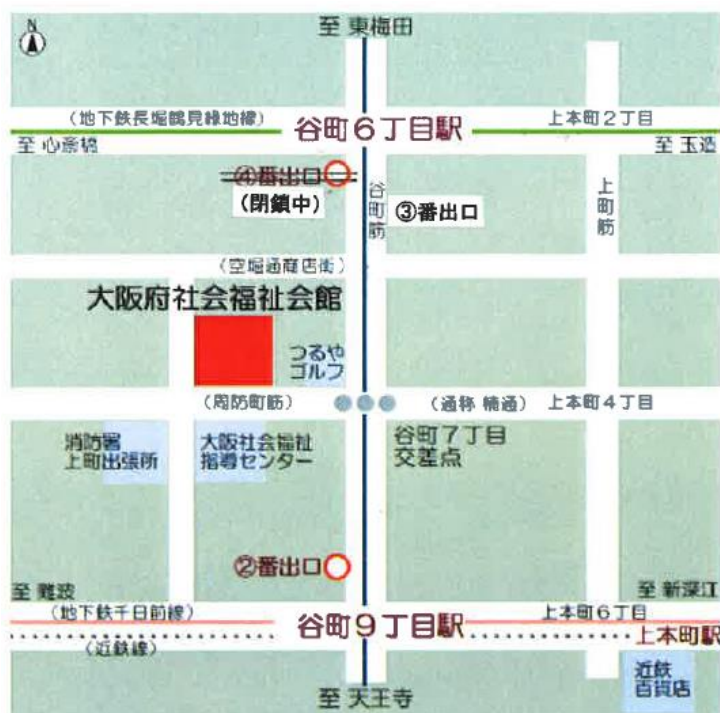 N
至 東梅田
(地下鉄長堀鶴見緑地線)
谷町6丁目駅
上本町2丁目
至 心斎橋
至 玉造
④番出口
(閉鎖中)
谷町筋
③番出口
上町筋
(空堀通商店街)
大阪府社会福祉会館
つるや
ゴルフ
(周防町筋)
(通称 楠通)
上本町4丁目
消防署
上町出張所
大阪社会福祉
指導センター
谷町7丁目
交差点
②番出口
至 難波
至 新深江
(地下鉄千日前線)
谷町9丁目駅
上本町6丁目
上本町駅
(近鉄線)
近鉄
百貨店
至 天王寺